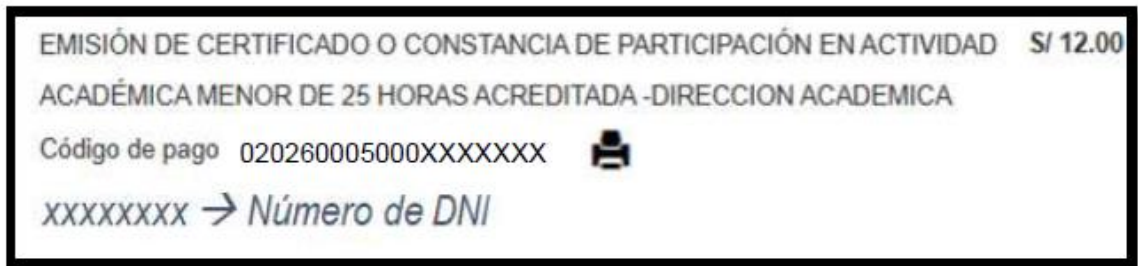 EMISIÓN DE CERTIFICADO O CONSTANCIA DE PARTICIPACIÓN EN ACTIVIDAD S/ 12.00
ACADÉMICA MENOR DE 25 HORAS ACREDITADA -DIRECCION ACADEMICA
Código de pago 020260005000XXXXXXX
xxxxxxxx → Número de DNI